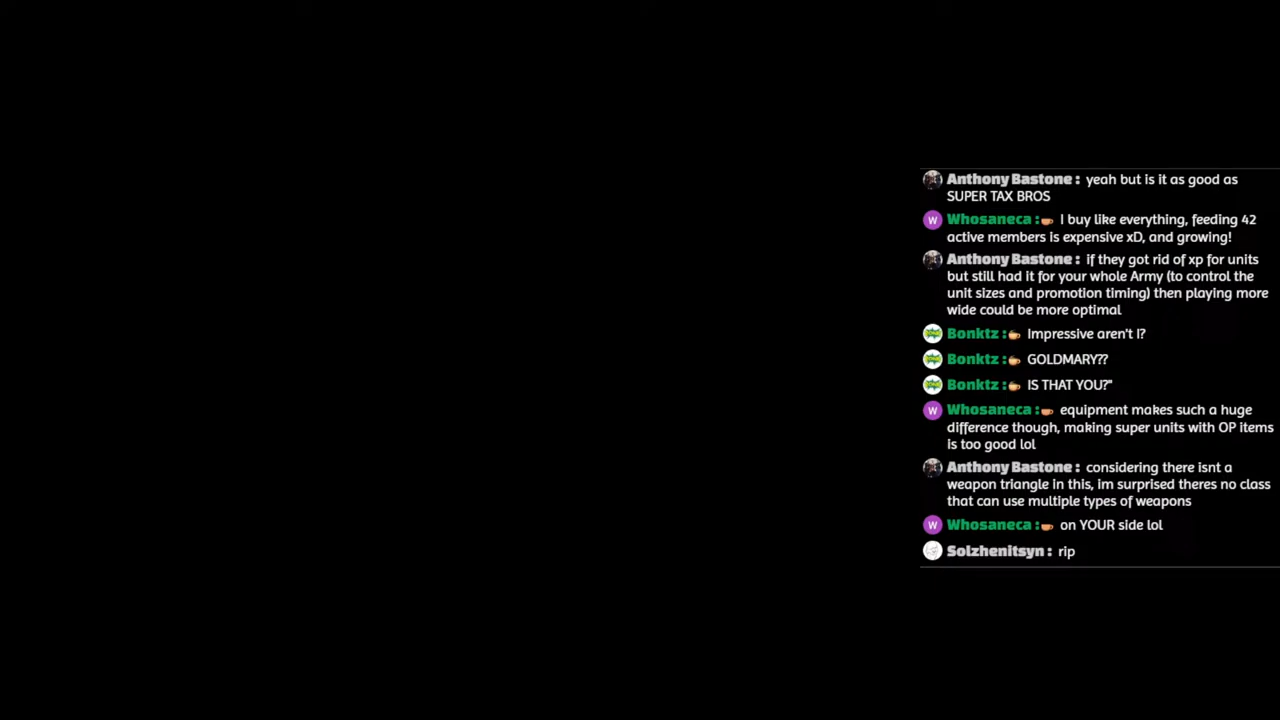 Anthony Bastone : yeah but is it as good as
SUPER TAX BROS
W Whosaneca : I buy like everything, feeding 42
active members is expensive xD, and growing!
Anthony Bastone : if they got rid of xp for units
but still had it for your whole Army (to control the
unit sizes and promotion timing) then playing more
wide could be more optimal
Bonktz : Impressive aren't I?
Bonktz : GOLDMARY??
Bonktz : IS THAT YOU?"
W Whosaneca : equipment makes such a huge
difference though, making super units with OP items
is too good lol
Anthony Bastone : considering there isnt a
weapon triangle in this, im surprised theres no class
that can use multiple types of weapons
W Whosaneca : on YOUR side lol
Solzhenitsyn : rip